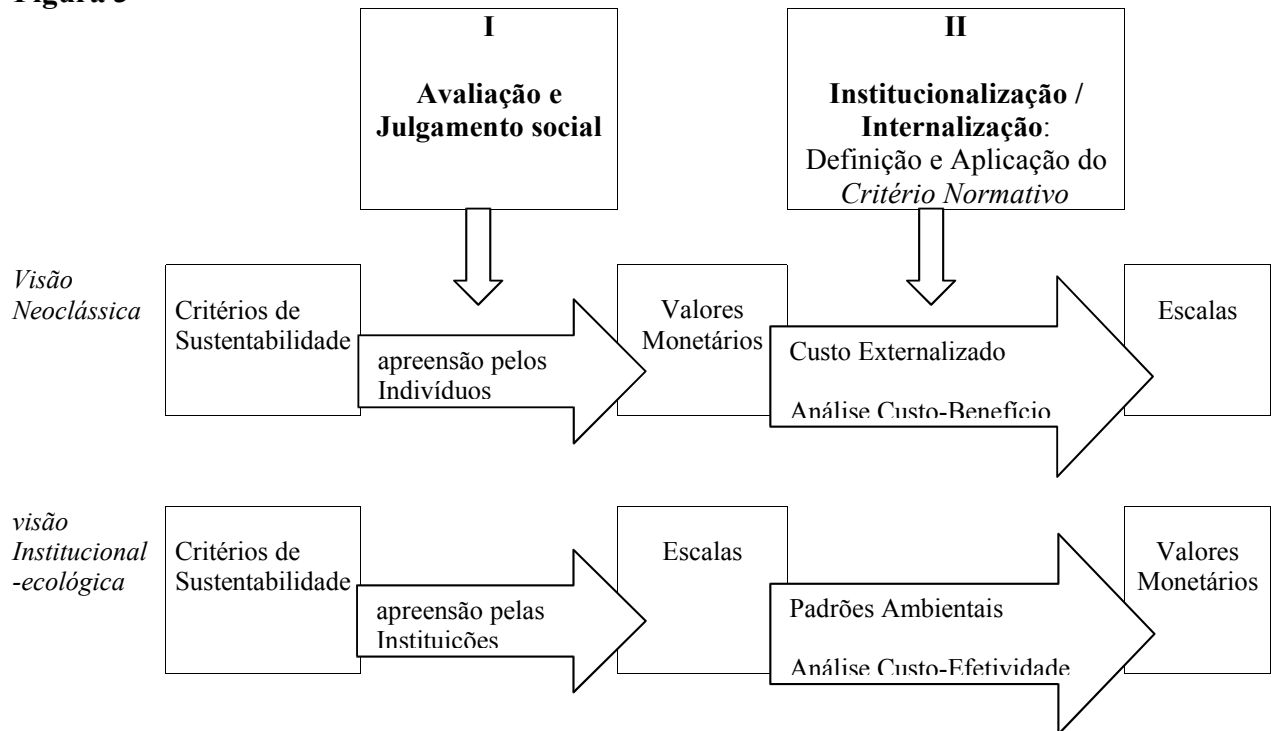 Figura 3
I
Avaliação e
Julgamento social
II
Institucionalização /
Internalização:
Definição e Aplicação do
Critério Normativo
Visão
Neoclássica
Critérios de
Sustentabilidade
apreensão pelos
Indivíduos
Valores
Monetários
Custo Externalizado
Análise Custo-Benefício
Escalas
visão
Institucional
-ecológica
Critérios de
Sustentabilidade
apreensão pelas
Instituições
Escalas
Padrões Ambientais
Análise Custo-Efetividade
Valores
Monetários